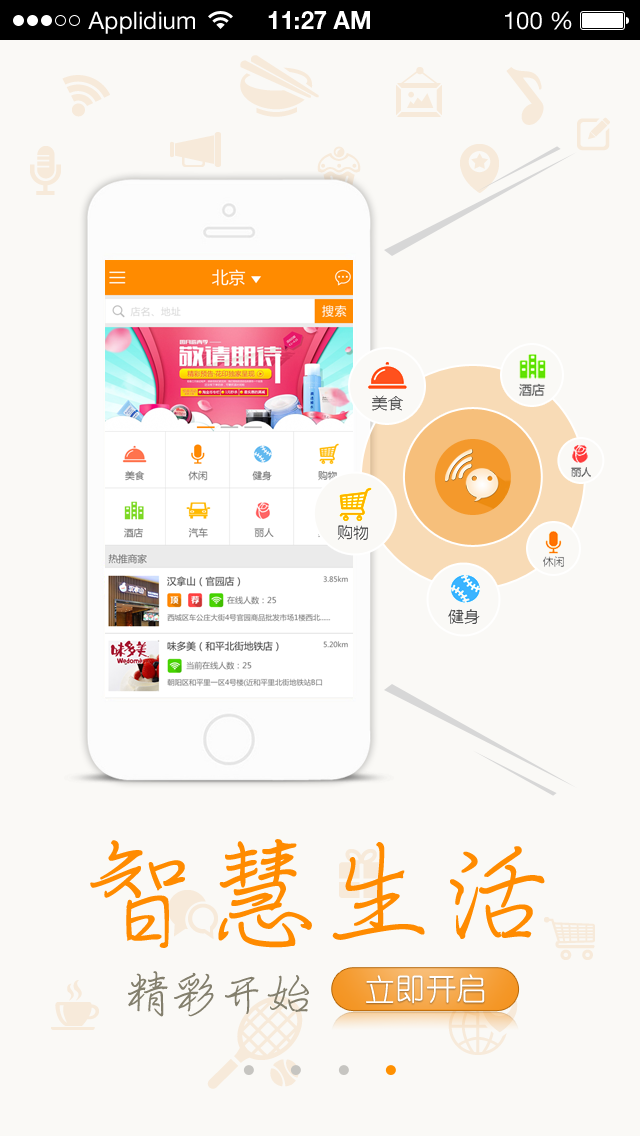 Applidium 11:27 AM 100 %
北京
店名、地址 搜索
敬请期待
美食 休闲 健身 购物
酒店 汽车 丽人
热推商家
汉拿山（官园店） 3.85km
顶 荐 在线人数：25
西城区车公庄大街4号官园商品批发市场1楼西北.....
味多美
味多美（和平北街地铁店） 5.20km
当前在线人数：25
朝阳区和平里一区4号楼(近和平里北街地铁站B口
美食
酒店
丽人
购物
休闲
健身
智慧生活
精彩开始 立即开启